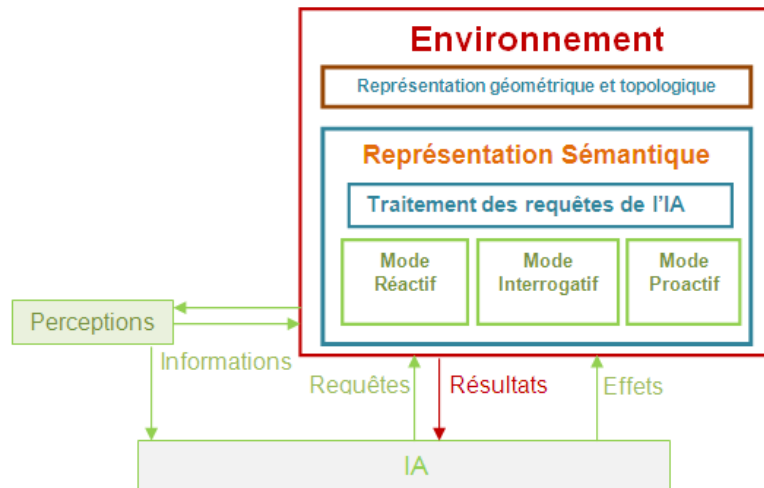 Environnement
Représentation géométrique et topologique
Représentation Sémantique
Traitement des requêtes de l'IA
Mode
Réactif
Mode
Interrogatif
Mode
Proactif
Perceptions
Informations
Requêtes
Résultats
Effets
IA